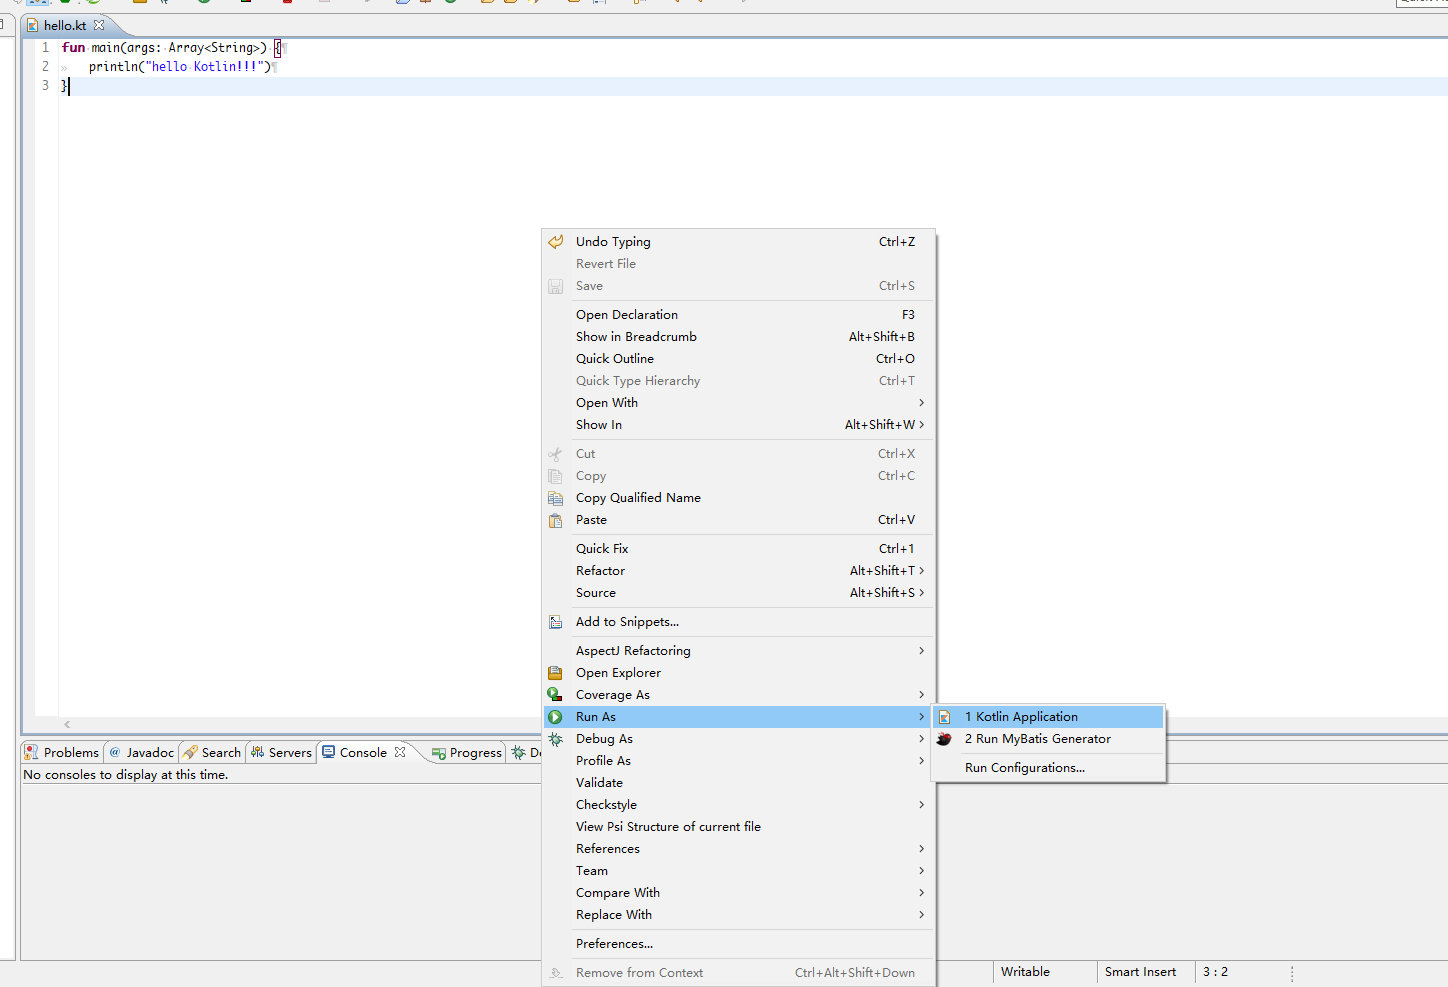 hello.kt
1 fun main(args: Array<String>) {
2 println("hello Kotlin!!!")
3 }
Undo Typing Ctrl+Z
Revert File
Save Ctrl+S
Open Declaration F3
Show in Breadcrumb Alt+Shift+B
Quick Outline Ctrl+O
Quick Type Hierarchy Ctrl+T
Open With
Show In Alt+Shift+W
Cut Ctrl+X
Copy Ctrl+C
Copy Qualified Name
Paste Ctrl+V
Quick Fix Ctrl+1
Refactor Alt+Shift+T
Source Alt+Shift+S
Add to Snippets...
AspectJ Refactoring
Open Explorer
Coverage As
Run As
1 Kotlin Application
Debug As
2 Run MyBatis Generator
Profile As
Run Configurations...
Validate
Checkstyle
View Psi Structure of current file
References
Team
Compare With
Replace With
Preferences...
Remove from Context Ctrl+Alt+Shift+Down
Problems @ Javadoc Search Servers Console Progress
No consoles to display at this time.
Writable Smart Insert 3 : 2